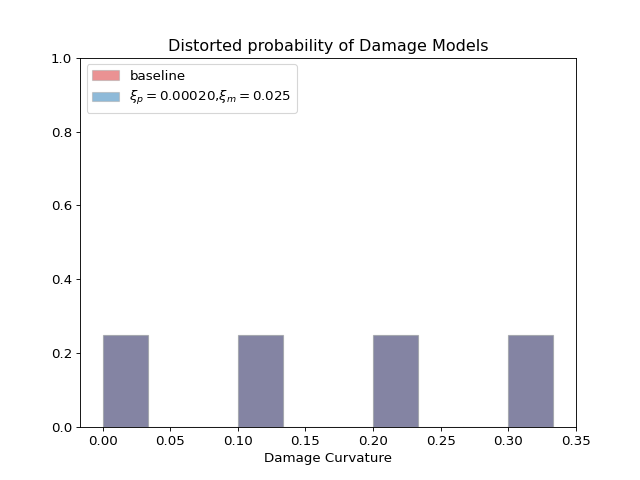 Distorted probability of Damage Models
1.0
0.8
0.6
0.4
0.2
0.0
baseline
ξp = 0.00020,ξm = 0.025
0.00 0.05 0.10 0.15 0.20 0.25 0.30 0.35
Damage Curvature